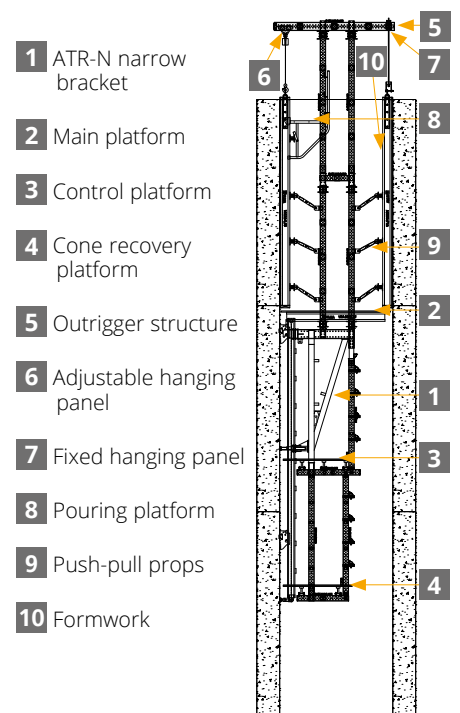 1 ATR-N narrow
bracket
2 Main platform
3 Control platform
4 Cone recovery
platform
5 Outrigger structure
6 Adjustable hanging
panel
7 Fixed hanging panel
8 Pouring platform
9 Push-pull props
10 Formwork
5
6
10
7
8
9
2
1
3
4